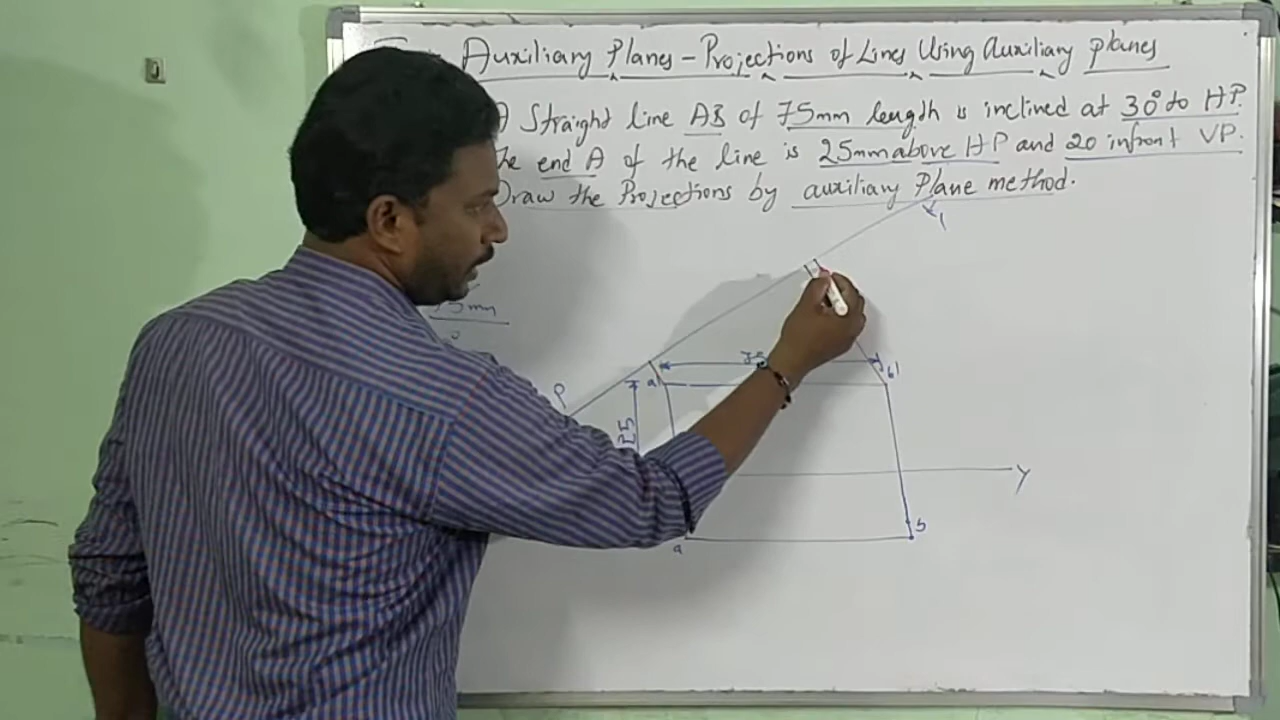 Auxiliary Planes - Projections of Lines Using auxiliary planes
Straight line AB of 75mm length is inclined at 30° to HP.
end A of the line is 25mm above HP and 20 infront VP.
Draw the Projections by auxiliary Plane method.
75mm
P
75
a'
b'
25
Y
a
b